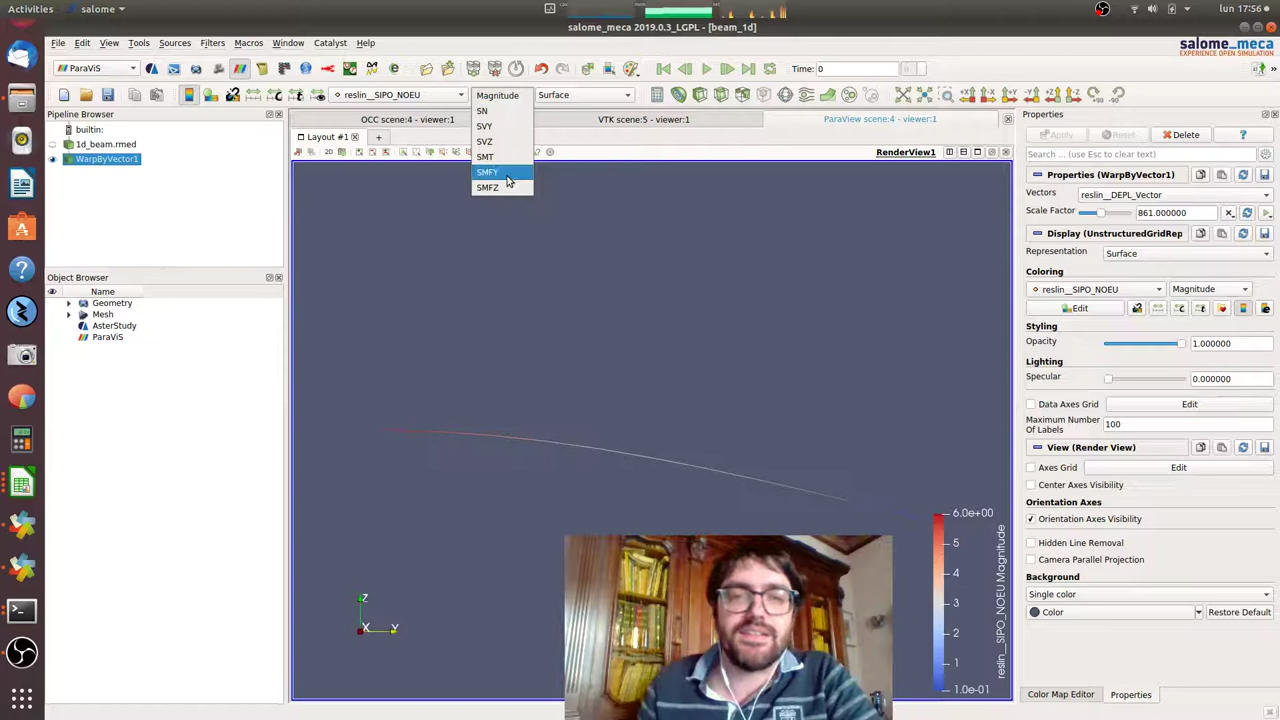 Activities
salome
mem
lun 17:56
salome_meca 2019.0.3_LGPL - [beam_1d]
File Edit View Tools Sources Filters Macros Window Catalyst Help
salome_meca
EXPERIENCE OPEN SIMULATION
ParaViS
Time: 0
reslin__SIPO_NOEU
Magnitude
Surface
SN
SVY
SVZ
SMT
SMFY
SMFZ
Pipeline Browser
builtin:
1d_beam.rmed
WarpByVector1
OCC scene:4 - viewer:1
VTK scene:5 - viewer:1
ParaView scene:4 - viewer:1
Layout #1
2D
RenderView1
Object Browser
Name
Geometry
Mesh
AsterStudy
ParaViS
Z
X
Y
6.0e+00
5
4
3
2
1
1.0e-01
reslin__SIPO_NOEU Magnitude
Properties
Apply Reset Delete ?
Search ... (use Esc to clear text)
Properties (WarpByVector1)
Vectors reslin__DEPL_Vector
Scale Factor 861.000000
Display (UnstructuredGridRep
Representation Surface
Coloring
reslin__SIPO_NOEU Magnitude
Edit
Styling
Opacity 1.000000
Lighting
Specular 0.000000
Data Axes Grid Edit
Maximum Number
Of Labels 100
View (Render View)
Axes Grid Edit
Center Axes Visibility
Orientation Axes
Orientation Axes Visibility
Hidden Line Removal
Camera Parallel Projection
Background
Single color
Color Restore Default
Color Map Editor Properties